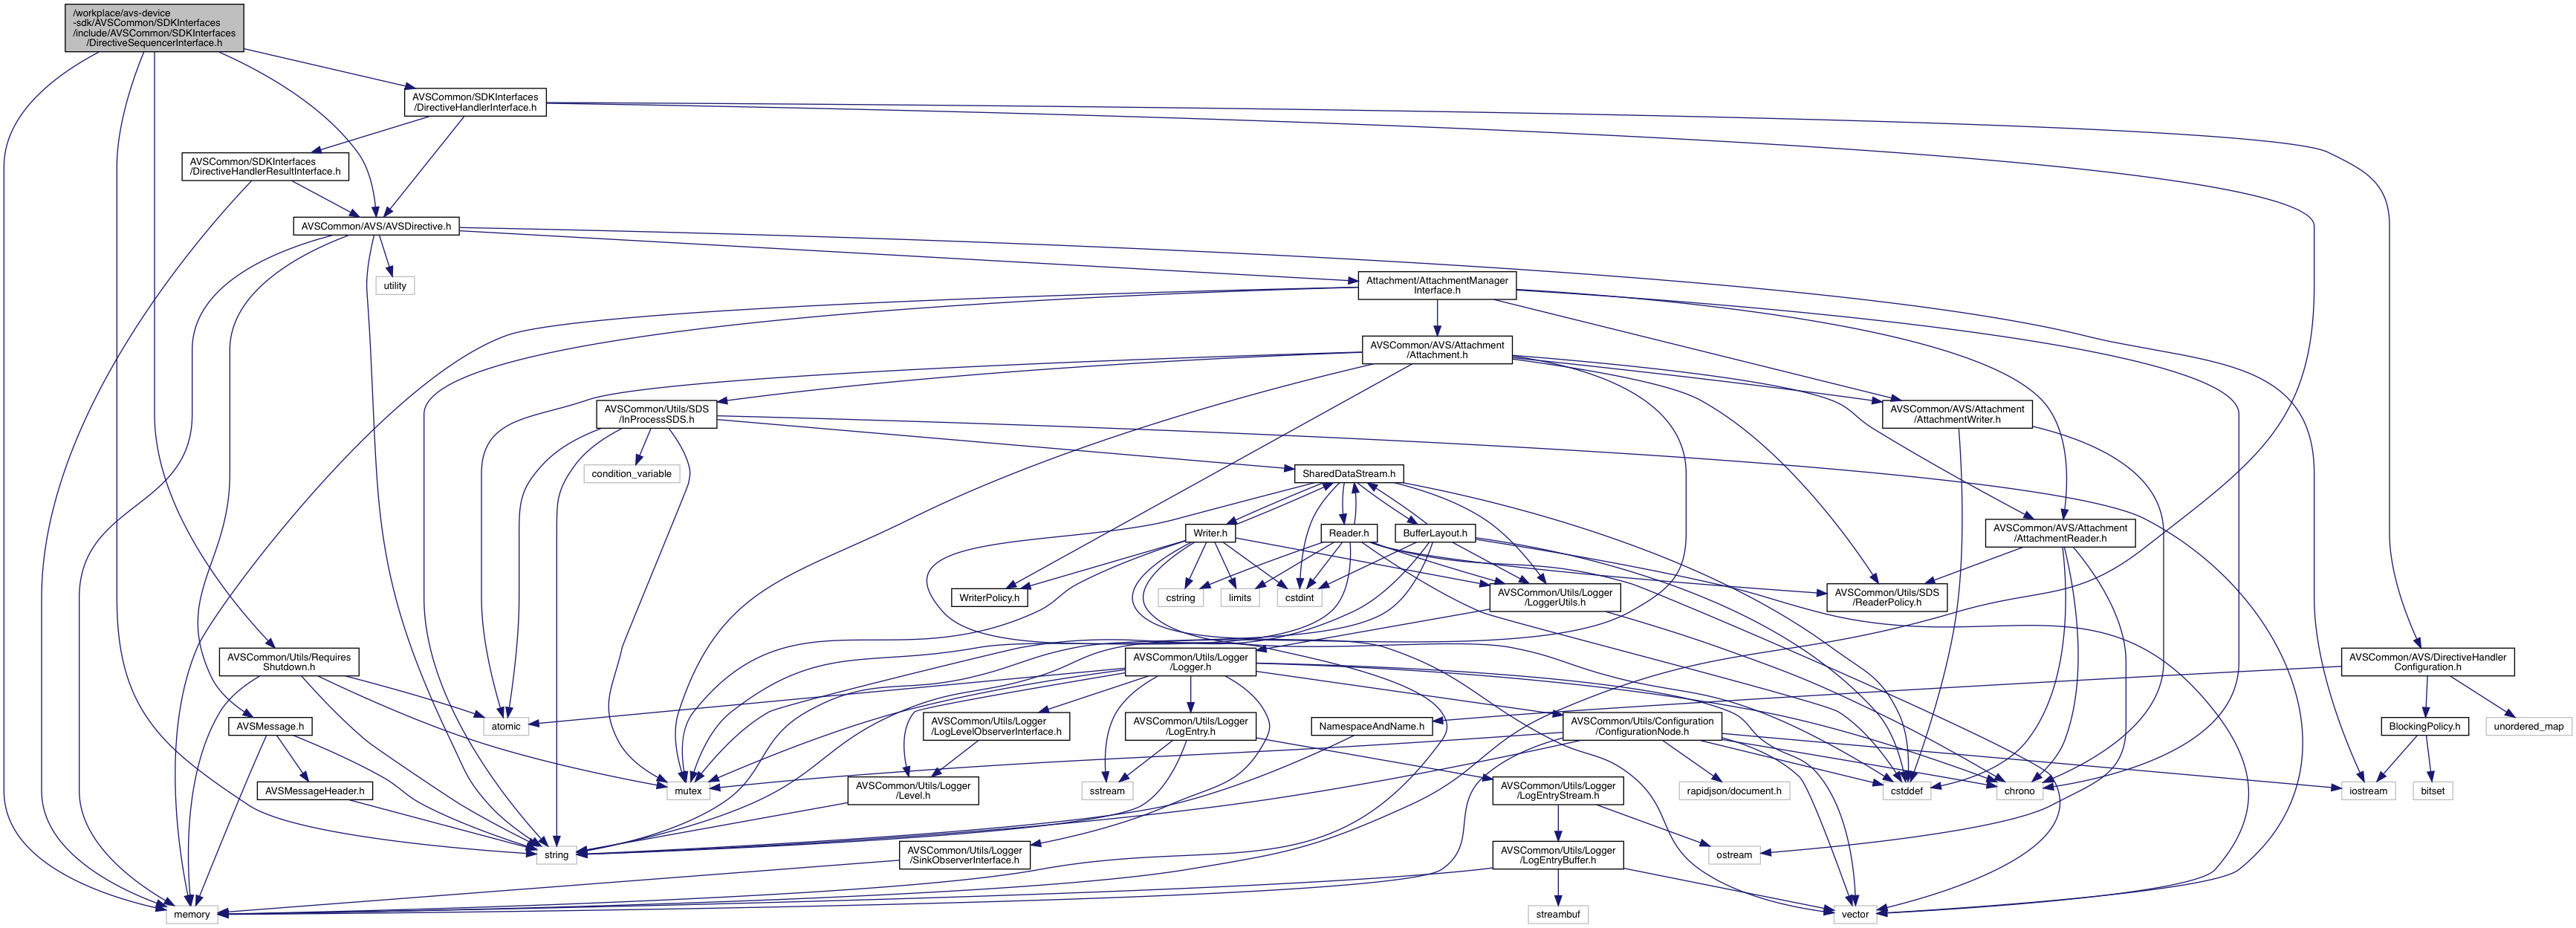 /workplace/avs-device
-sdk/AVSCommon/SDKInterfaces
/include/AVSCommon/SDKInterfaces
/DirectiveSequencerInterface.h
AVSCommon/SDKInterfaces
/DirectiveHandlerInterface.h
AVSCommon/SDKInterfaces
/DirectiveHandlerResultInterface.h
AVSCommon/AVS/AVSDirective.h
utility
Attachment/AttachmentManager
Interface.h
AVSCommon/AVS/Attachment
/Attachment.h
AVSCommon/Utils/SDS
/InProcessSDS.h
AVSCommon/AVS/Attachment
/AttachmentWriter.h
condition_variable
SharedDataStream.h
Writer.h
Reader.h
BufferLayout.h
AVSCommon/AVS/Attachment
/AttachmentReader.h
WriterPolicy.h
cstring
limits
cstdint
AVSCommon/Utils/Logger
/LoggerUtils.h
AVSCommon/Utils/SDS
/ReaderPolicy.h
AVSCommon/Utils/Requires
Shutdown.h
AVSCommon/Utils/Logger
/Logger.h
AVSCommon/AVS/DirectiveHandler
Configuration.h
AVSMessage.h
atomic
AVSCommon/Utils/Logger
/LogLevelObserverInterface.h
AVSCommon/Utils/Logger
/LogEntry.h
NamespaceAndName.h
AVSCommon/Utils/Configuration
/ConfigurationNode.h
BlockingPolicy.h
unordered_map
AVSMessageHeader.h
mutex
AVSCommon/Utils/Logger
/Level.h
sstream
AVSCommon/Utils/Logger
/LogEntryStream.h
rapidjson/document.h
cstddef
chrono
iostream
bitset
string
AVSCommon/Utils/Logger
/SinkObserverInterface.h
AVSCommon/Utils/Logger
/LogEntryBuffer.h
ostream
memory
streambuf
vector